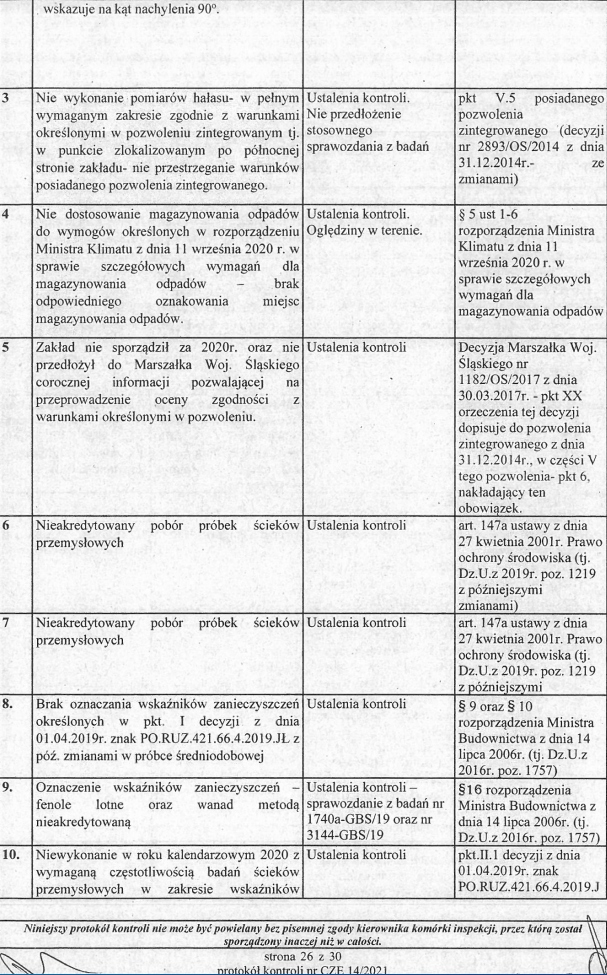 wskazuje na kąt nachylenia 90°.
3
Nie wykonanie pomiarów hałasu- w pełnym
wymaganym zakresie zgodnie z warunkami
określonymi w pozwoleniu zintegrowanym tj.
w punkcie zlokalizowanym po północnej
stronie zakładu- nie przestrzeganie warunków
posiadanego pozwolenia zintegrowanego.
Ustalenia kontroli.
Nie przedłożenie
stosownego
sprawozdania z badań
pkt V.5 posiadanego
pozwolenia
zintegrowanego (decyzji
nr 2893/OS/2014 z dnia
31.12.2014r.- ze
zmianami)
4
Nie dostosowanie magazynowania odpadów
do wymogów określonych w rozporządzeniu
Ministra Klimatu z dnia 11 września 2020 r. w
sprawie szczegółowych wymagań dla
magazynowania odpadów – brak
odpowiedniego oznakowania miejsc
magazynowania odpadów.
Ustalenia kontroli.
Oględziny w terenie.
§ 5 ust 1-6
rozporządzenia Ministra
Klimatu z dnia 11
września 2020 r. w
sprawie szczegółowych
wymagań dla
magazynowania odpadów
5
Zakład nie sporządził za 2020r. oraz nie
przedłożył do Marszałka Woj. Śląskiego
corocznej informacji pozwalającej na
przeprowadzenie oceny zgodności z
warunkami określonymi w pozwoleniu.
Ustalenia kontroli
Decyzja Marszałka Woj.
Śląskiego nr
1182/OS/2017 z dnia
30.03.2017r. - pkt XX
orzeczenia tej decyzji
dopisuje do pozwolenia
zintegrowanego z dnia
31.12.2014r., w części V
tego pozwolenia- pkt 6,
nakładający ten
obowiązek.
6
Nieakredytowany pobór próbek ścieków
przemysłowych
Ustalenia kontroli
art. 147a ustawy z dnia
27 kwietnia 2001r. Prawo
ochrony środowiska (tj.
Dz.U.z 2019r. poz. 1219
z późniejszymi
zmianami)
7
Nieakredytowany pobór próbek ścieków
przemysłowych
Ustalenia kontroli
art. 147a ustawy z dnia
27 kwietnia 2001r. Prawo
ochrony środowiska (tj.
Dz.U.z 2019r. poz. 1219
z późniejszymi
8.
Brak oznaczania wskaźników zanieczyszczeń
określonych w pkt. I decyzji z dnia
01.04.2019r. znak PO.RUZ.421.66.4.2019.JŁ z
póź. zmianami w próbce średniodobowej
Ustalenia kontroli
§ 9 oraz § 10
rozporządzenia Ministra
Budownictwa z dnia 14
lipca 2006r. (tj. Dz.U.z
2016r. poz. 1757)
9.
Oznaczenie wskaźników zanieczyszczeń –
fenole lotne oraz wanad metodą
nieakredytowaną
Ustalenia kontroli –
sprawozdanie z badań nr
1740a-GBS/19 oraz nr
3144-GBS/19
§16 rozporządzenia
Ministra Budownictwa z
dnia 14 lipca 2006r. (tj.
Dz.U.z 2016r. poz. 1757)
10.
Niewykonanie w roku kalendarzowym 2020 z
wymaganą częstotliwością badań ścieków
przemysłowych w zakresie wskaźników
Ustalenia kontroli
pkt.II.1 decyzji z dnia
01.04.2019r. znak
PO.RUZ.421.66.4.2019.J
Niniejszy protokół kontroli nie może być powielany bez pisemnej zgody kierownika komórki inspekcji, przez którą został
sporządzony inaczej niż w całości.
strona 26 z 30
protokół kontroli nr CZE 14/2021